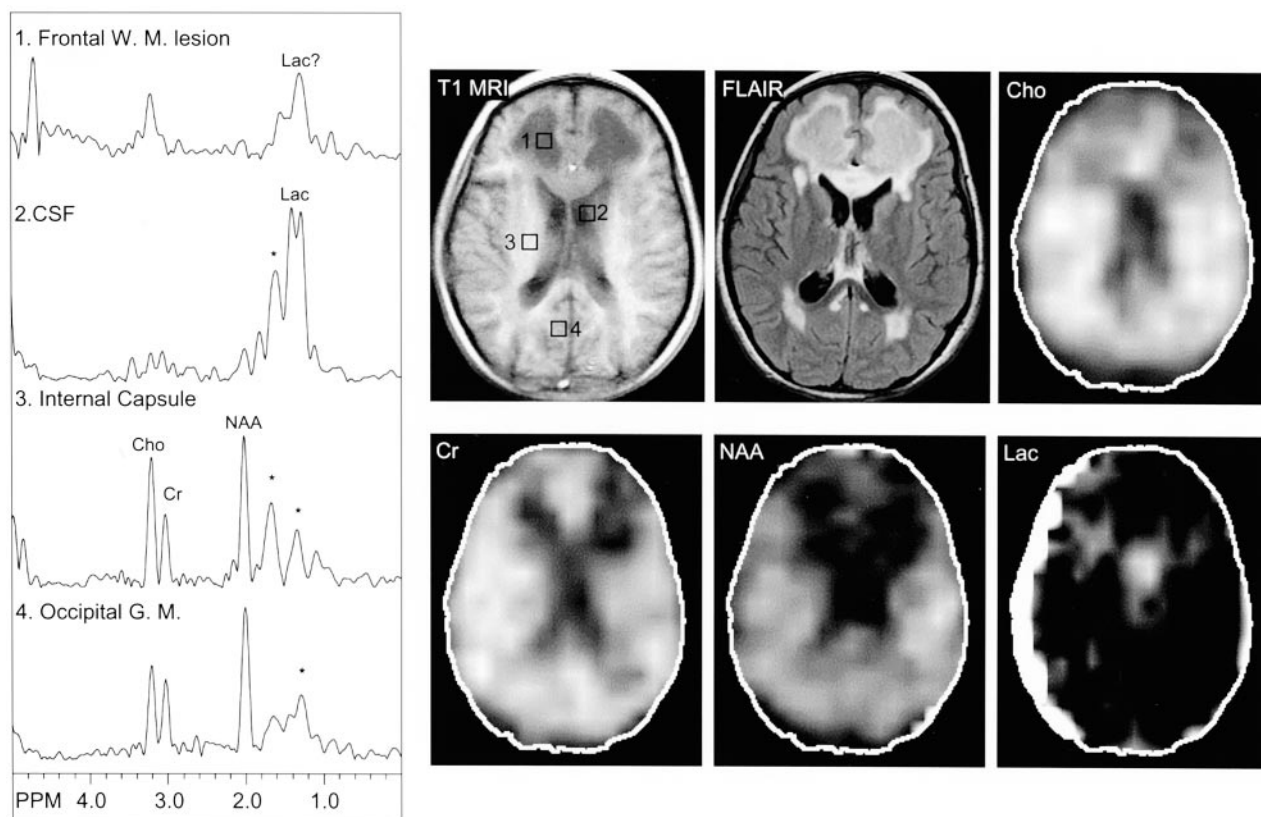 1. Frontal W. M. lesion
Lac?
2.CSF
Lac
*
3. Internal Capsule
Cho
Cr
NAA
*
*
4. Occipital G. M.
*
PPM 4.0 3.0 2.0 1.0
T1 MRI
1
2
3
4
FLAIR
Cho
Cr
NAA
Lac